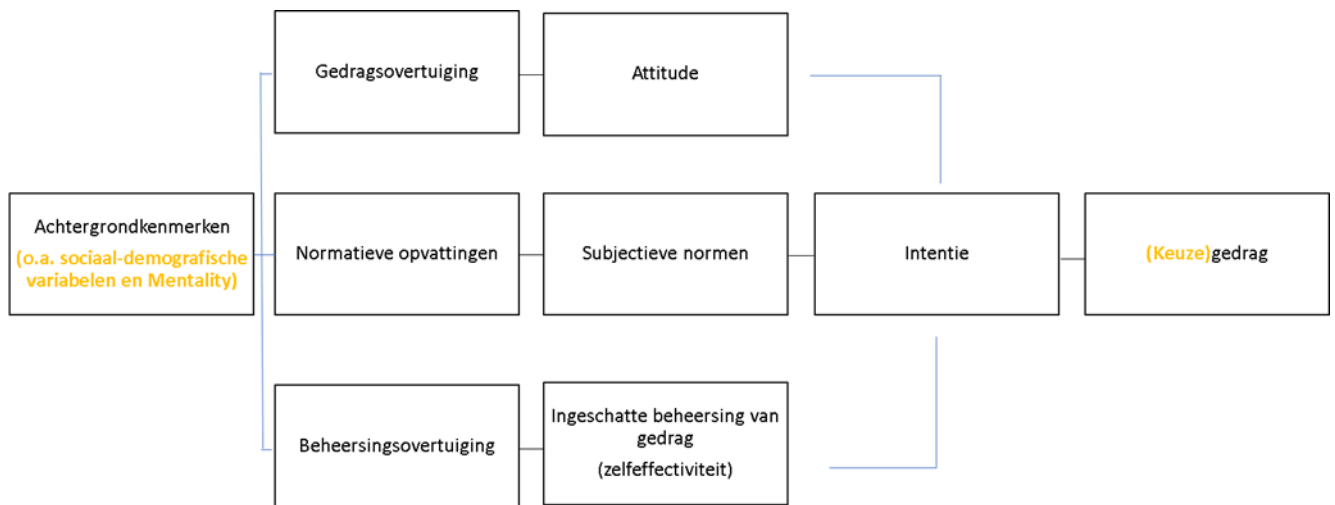 Gedragsovertuiging
Attitude
Achtergrondkenmerken
(o.a. sociaal-demografische
variabelen en Mentality)
Normatieve opvattingen
Subjectieve normen
Intentie
(Keuze)gedrag
Beheersingsovertuiging
Ingeschatte beheersing van
gedrag
(zelfeffectiviteit)